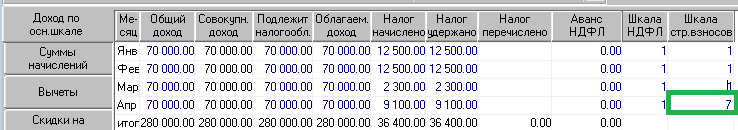 Доход по осн.шкале
Суммы начислений
Вычеты
Скидки на
Ме-сяц Общий доход Совокупн. доход Подлежит налогообл. Облагаем. доход Налог начислено Налог удержано Налог перечислено Аванс НДФЛ Шкала НДФЛ Шкала стр.взносов
Янв 70 000.00 70 000.00 70 000.00 70 000.00 12 500.00 12 500.00 0.00 1 1
Фев 70 000.00 70 000.00 70 000.00 70 000.00 12 500.00 12 500.00 0.00 1 1
Мар 70 000.00 70 000.00 70 000.00 70 000.00 2 300.00 2 300.00 0.00 1 1
Апр 70 000.00 70 000.00 70 000.00 70 000.00 9 100.00 9 100.00 0.00 1 7
итог 280 000.00 280 000.00 280 000.00 280 000.00 36 400.00 36 400.00 0.00 0.00